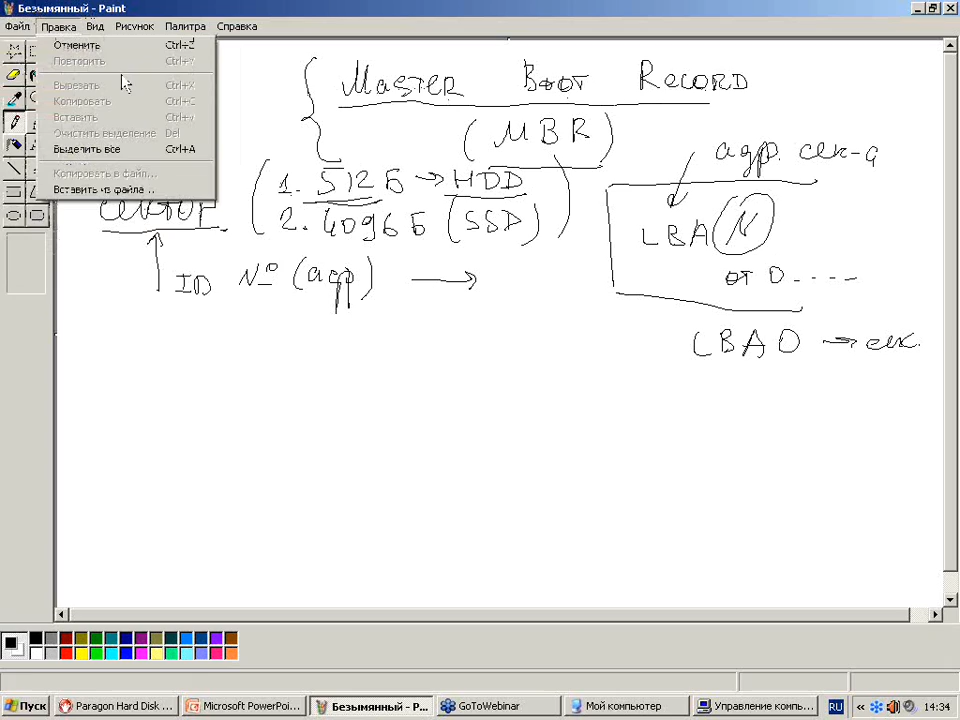 Безымянный - Paint
Файл Правка Вид Рисунок Палитра Справка
Отменить Ctrl+Z
Повторить Ctrl+Y
Вырезать Ctrl+X
Копировать Ctrl+C
Вставить Ctrl+V
Очистить выделение Del
Выделить все Ctrl+A
Копировать в файл...
Вставить из файла...
Master Boot Record
(MBR)
1. 512 Б → HDD
2. 4096 Б (SSD)
сектор
ID № (адр) →
адр. сек-а
LBA N
от 0 - - - -
LBA 0 → сек.
Пуск Paragon Hard Disk ... Microsoft PowerPoi... Безымянный - P... GoToWebinar Мой компьютер Управление компь... RU 14:34